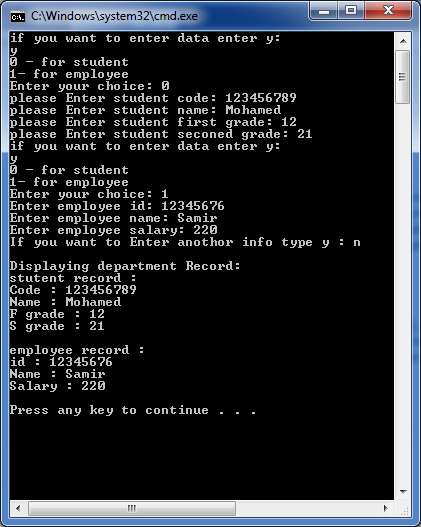 C:\Windows\system32\cmd.exe
if you want to enter data enter y:
y
0 - for student
1- for employee
Enter your choice: 0
please Enter student code: 123456789
please Enter student name: Mohamed
please Enter student first grade: 12
please Enter student seconed grade: 21
if you want to enter data enter y:
y
0 - for student
1- for employee
Enter your choice: 1
Enter employee id: 12345676
Enter employee name: Samir
Enter employee salary: 220
If you want to Enter anothor info type y : n
Displaying department Record:
stutent record :
Code : 123456789
Name : Mohamed
F grade : 12
S grade : 21
employee record :
id : 12345676
Name : Samir
Salary : 220
Press any key to continue . . .